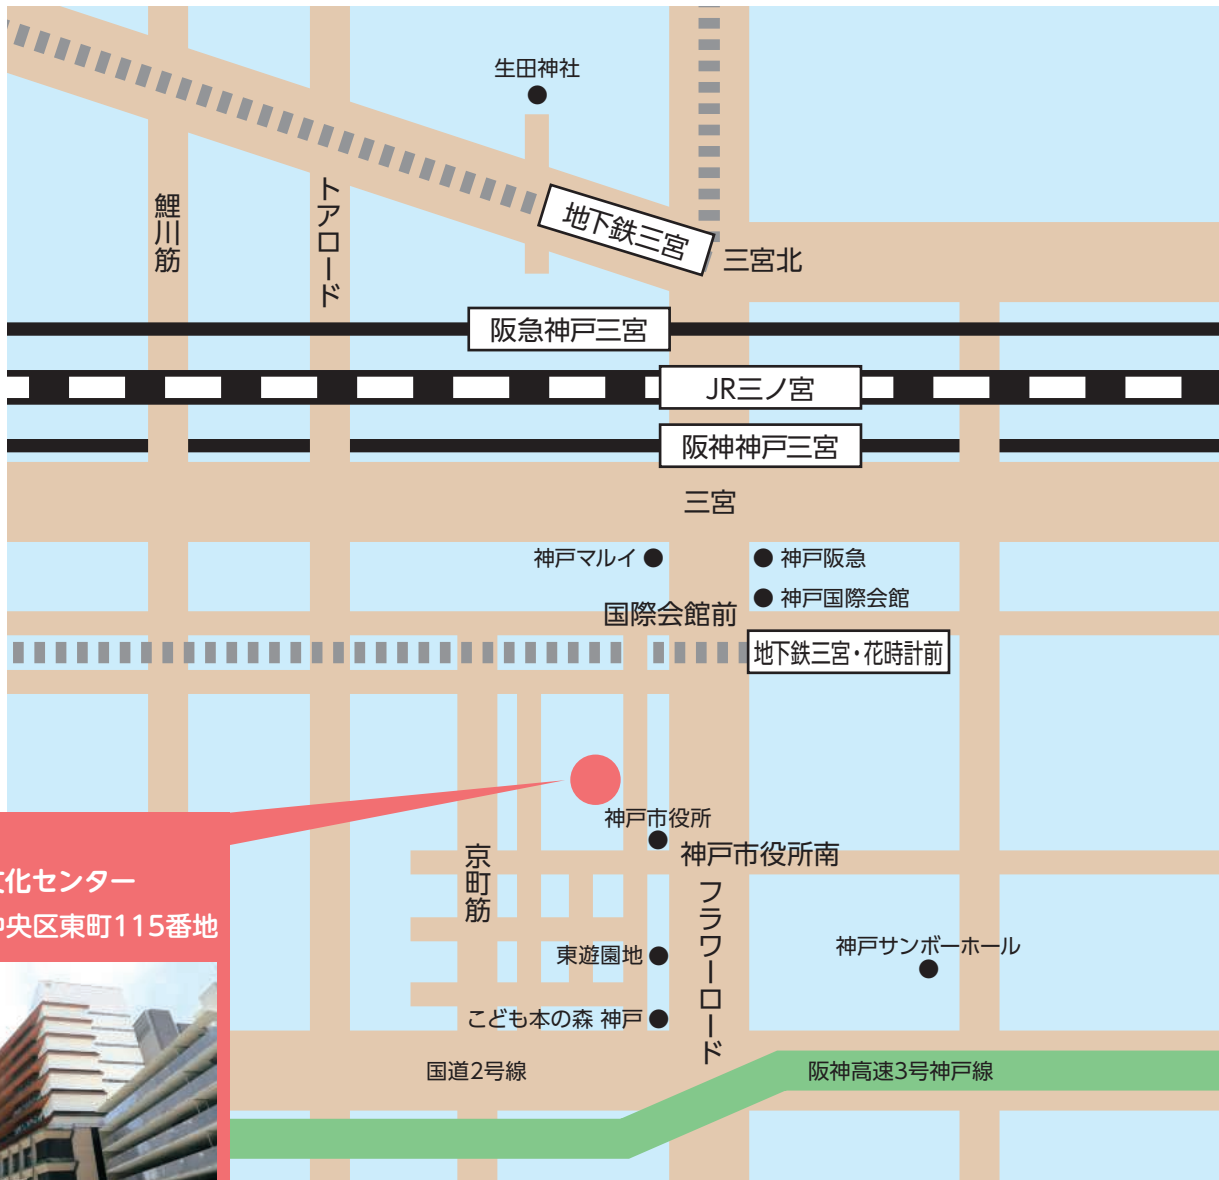 生田神社
鯉川筋
トアロード
地下鉄三宮
三宮北
阪急神戸三宮
JR三ノ宮
阪神神戸三宮
三宮
神戸マルイ
神戸阪急
神戸国際会館
国際会館前
地下鉄三宮・花時計前
神戸市役所
神戸市役所南
京町筋
フラワーロード
化センター
央区東町115番地
東遊園地
神戸サンボーホール
こども本の森 神戸
国道2号線
阪神高速3号神戸線